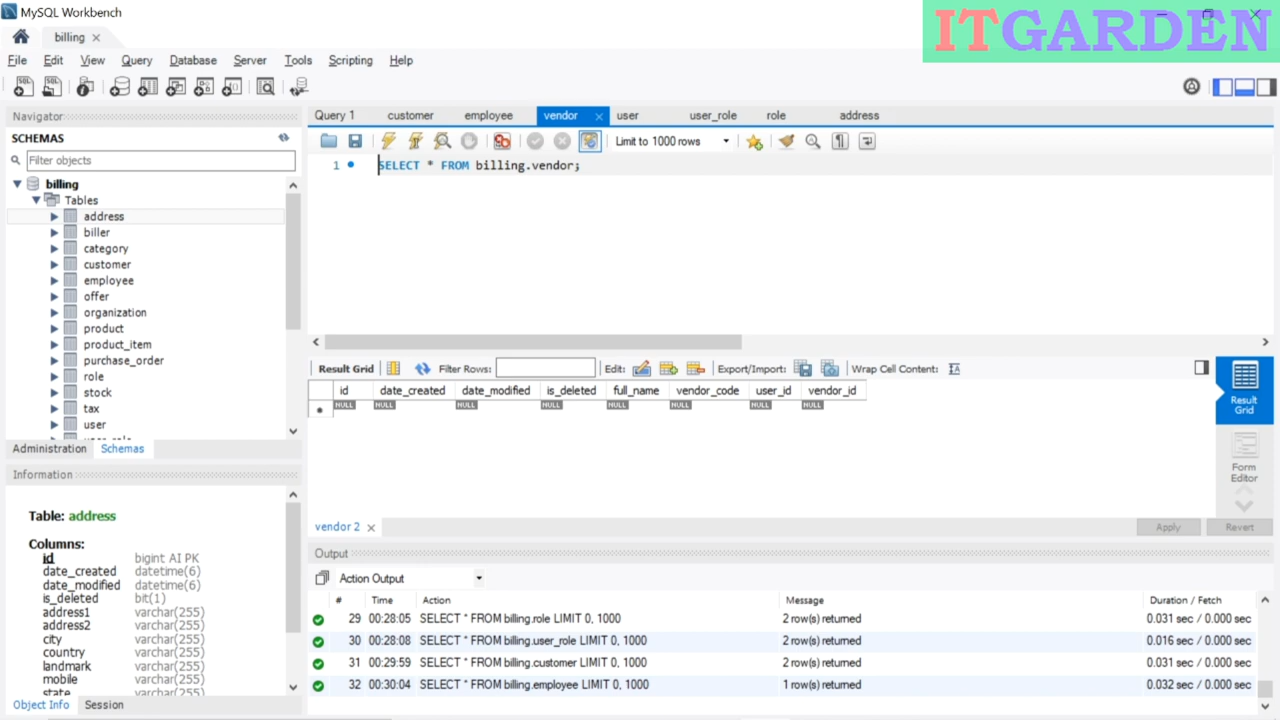 MySQL Workbench
ITGARDEN
billing
File Edit View Query Database Server Tools Scripting Help
Navigator
SCHEMAS
Filter objects
billing
Tables
address
biller
category
customer
employee
offer
organization
product
product_item
purchase_order
role
stock
tax
user
Administration Schemas
Information
Table: address
Columns:
id bigint AI PK
date_created datetime(6)
date_modified datetime(6)
is_deleted bit(1)
address1 varchar(255)
address2 varchar(255)
city varchar(255)
country varchar(255)
landmark varchar(255)
mobile varchar(255)
state varchar(255)
Object Info Session
Query 1 customer employee vendor user user_role role address
Limit to 1000 rows
1 SELECT * FROM billing.vendor;
Result Grid Filter Rows: Edit: Export/Import: Wrap Cell Content:
id date_created date_modified is_deleted full_name vendor_code user_id vendor_id
NULL NULL NULL NULL NULL NULL NULL NULL
Result Grid
Form Editor
vendor 2
Apply Revert
Output
Action Output
# Time Action Message Duration / Fetch
29 00:28:05 SELECT * FROM billing.role LIMIT 0, 1000 2 row(s) returned 0.031 sec / 0.000 sec
30 00:28:08 SELECT * FROM billing.user_role LIMIT 0, 1000 2 row(s) returned 0.016 sec / 0.000 sec
31 00:29:59 SELECT * FROM billing.customer LIMIT 0, 1000 2 row(s) returned 0.031 sec / 0.000 sec
32 00:30:04 SELECT * FROM billing.employee LIMIT 0, 1000 1 row(s) returned 0.032 sec / 0.000 sec